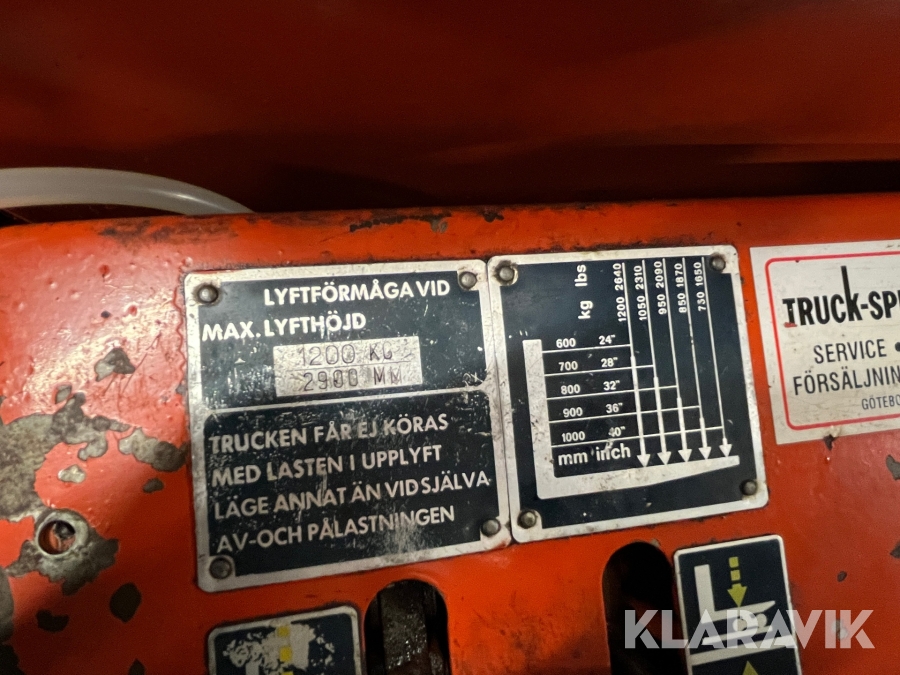 LYFTFÖRMÅGA VID
MAX. LYFTHÖJD
1200 KG
2900 MM
TRUCKEN FÅR EJ KÖRAS
MED LASTEN I UPPLYFT
LÄGE ANNAT ÄN VID SJÄLVA
AV-OCH PÅLASTNINGEN
kg lbs
1200 2640
1050 2310
950 2090
850 1870
730 1650
600 24"
700 28"
800 32"
900 36"
1000 40"
mm inch
TRUCK-SP
SERVICE •
FÖRSÄLJNIN
GÖTEBO
KLARAVIK